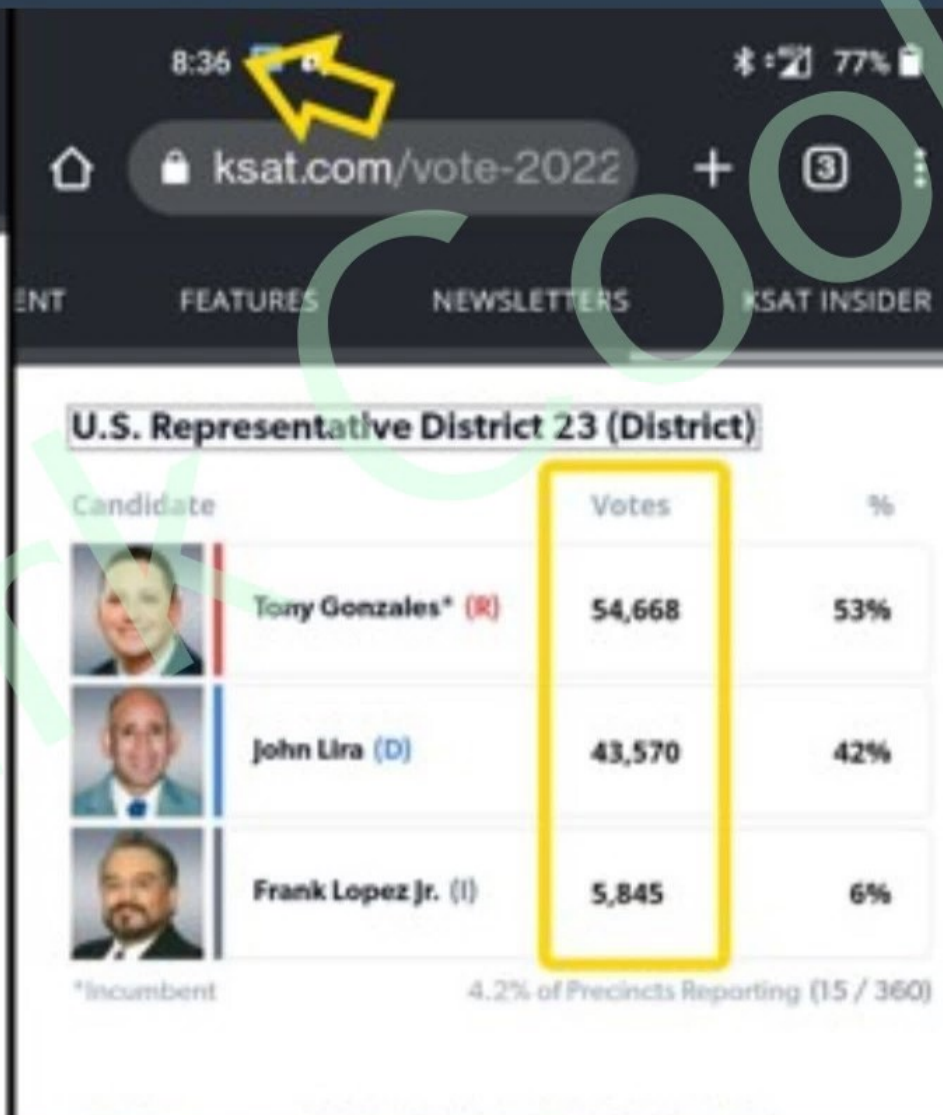 8:36 77%
ksat.com/vote-2022 3
ENT FEATURES NEWSLETTERS KSAT INSIDER
U.S. Representative District 23 (District)
Candidate Votes %
Tony Gonzales* (R) 54,668 53%
John Lira (D) 43,570 42%
Frank Lopez Jr. (I) 5,845 6%
*Incumbent 4.2% of Precincts Reporting (15 / 360)